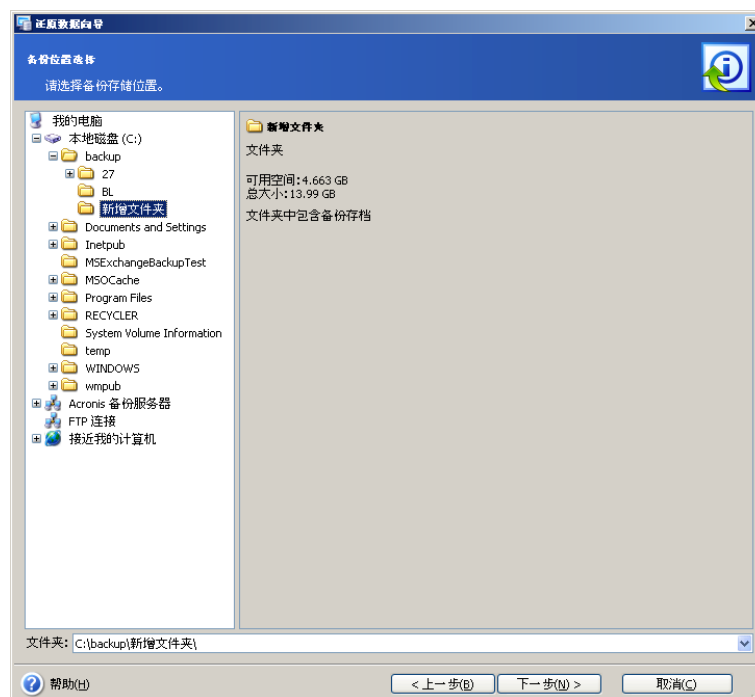 还原数据向导
备份位置选择
请选择备份存储位置。
我的电脑
本地磁盘 (C:)
backup
27
BL
新增文件夹
Documents and Settings
Inetpub
MSExchangeBackupTest
MSOCache
Program Files
RECYCLER
System Volume Information
temp
WINDOWS
wmpub
Acronis 备份服务器
FTP 连接
接近我的计算机
新增文件夹
文件夹
可用空间:4.663 GB
总大小:13.99 GB
文件夹中包含备份存档
文件夹: C:\backup\新增文件夹\
帮助(H) < 上一步(B) 下一步(N) > 取消(C)